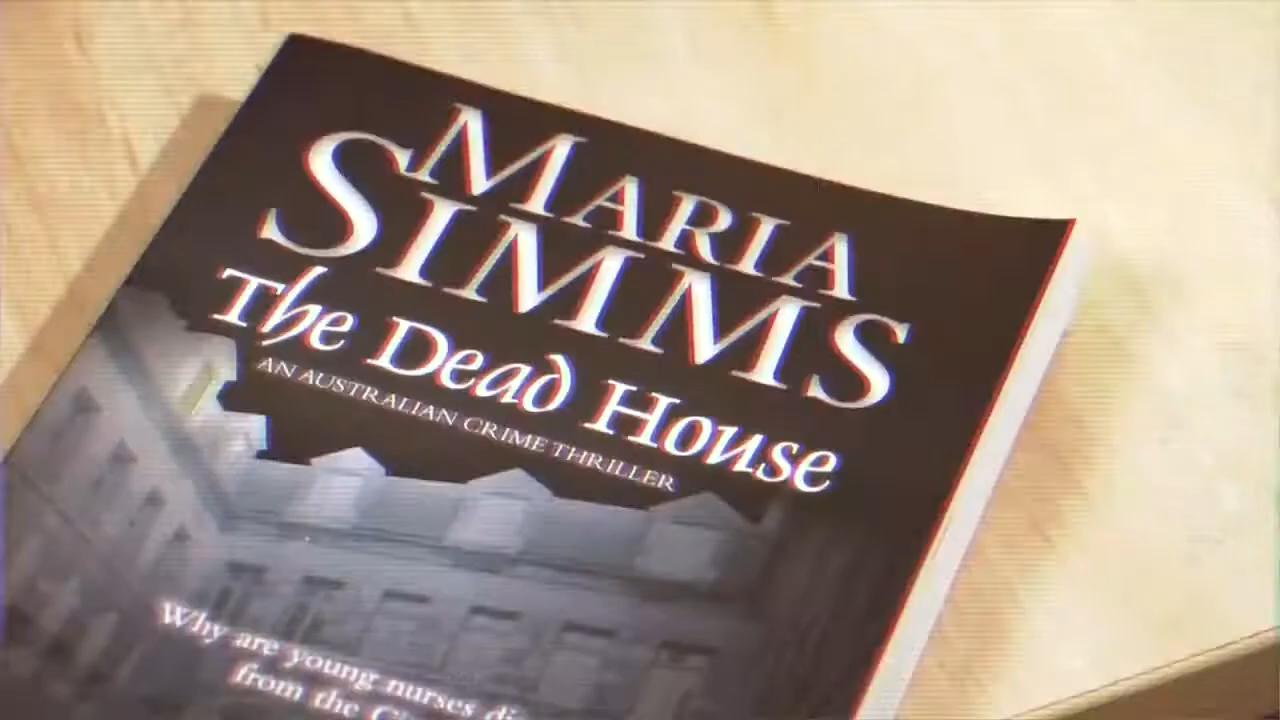 MARIA
SIMMS
The Dead House
AN AUSTRALIAN CRIME THRILLER
Why are young nurses
from the